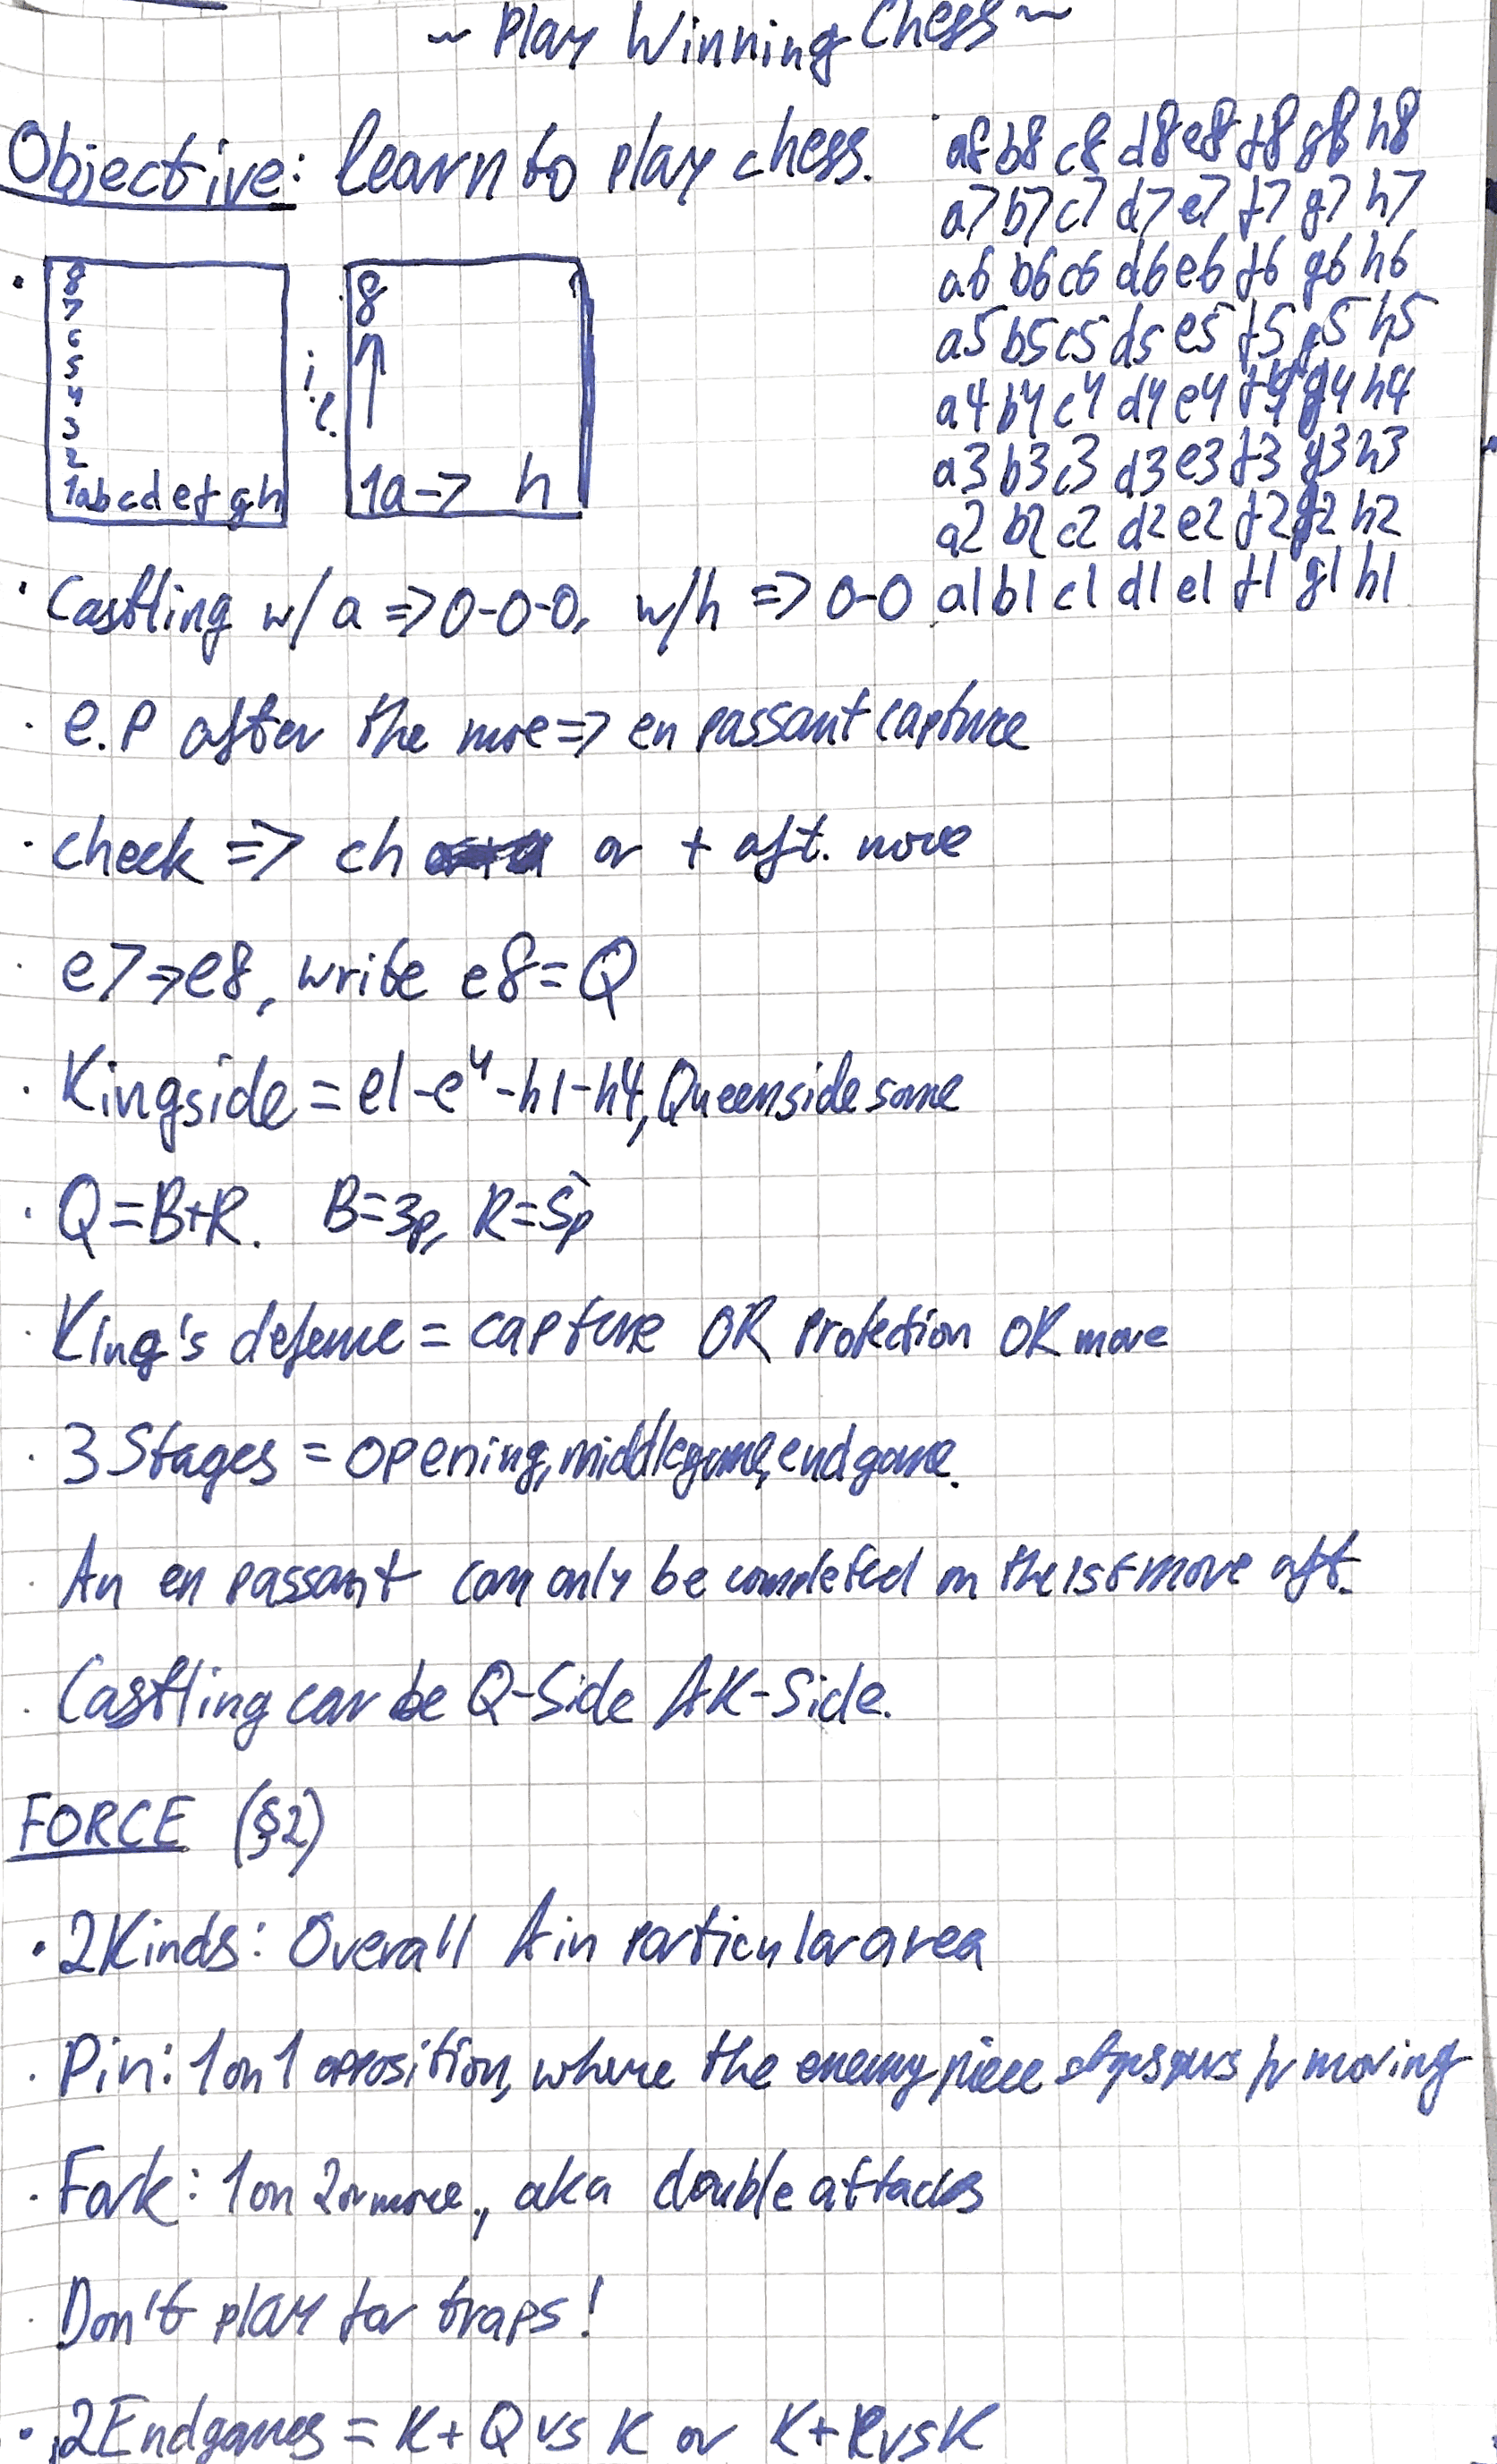 ~ Play Winning Chess ~
Objective: learn to play chess.
a8 b8 c8 d8 e8 f8 g8 h8
a7 b7 c7 d7 e7 f7 g7 h7
a6 b6 c6 d6 e6 f6 g6 h6
a5 b5 c5 d5 e5 f5 g5 h5
a4 b4 c4 d4 e4 f4 g4 h4
a3 b3 c3 d3 e3 f3 g3 h3
a2 b2 c2 d2 e2 f2 g2 h2
a1 b1 c1 d1 e1 f1 g1 h1
8
7
6
5
4
3
2
1abcdefgh
i.e.
8
↑
1a -> h
· Castling w/ a => 0-0-0, w/h => 0-0
· e.p after the move => en passant capture
· check => ch or + aft. move
· e7 => e8, write e8=Q
· Kingside = e1-e4-h1-h4, Queenside same
· Q=B+R. B=3p, R=5p
· King's defence = capture OR protection OR move
· 3 Stages = opening, middlegame, endgame.
· An en passant can only be completed on the 1st move aft.
· Castling can be Q-Side & K-Side.
FORCE (§2)
· 2 Kinds: Overall & in particular area
· Pin: 1 on 1 opposition, where the enemy piece moving
· Fork: 1 on 2 or more, aka double attacks
· Don't play for traps!
· 2 Endgames = K+Q vs K or K+R vs K